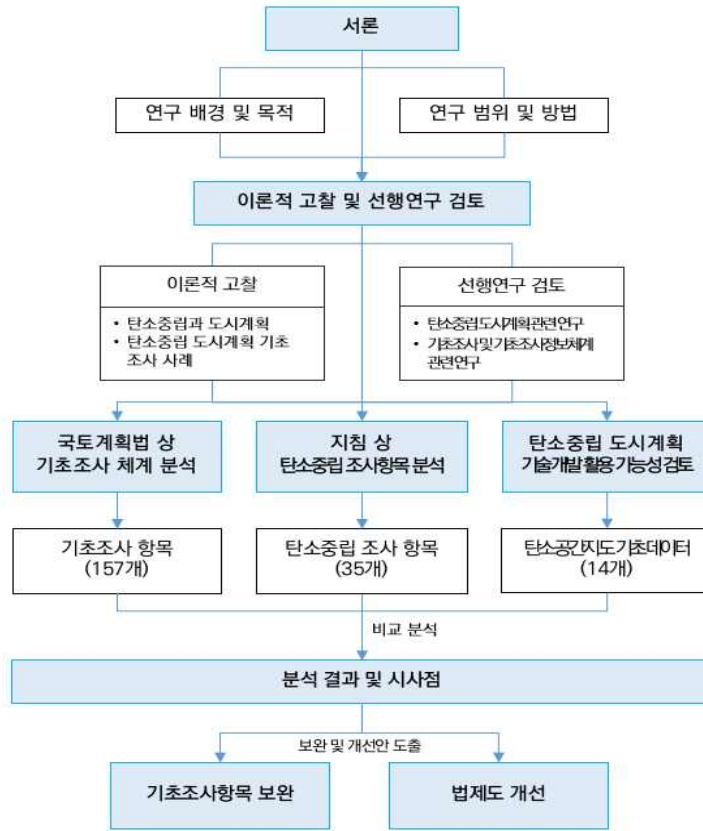 서론
연구 배경 및 목적
연구 범위 및 방법
이론적 고찰 및 선행연구 검토
이론적 고찰
• 탄소중립과 도시계획
• 탄소중립 도시계획 기초
조사 사례
선행연구 검토
• 탄소중립도시계획관련연구
• 기초조사및기초조사정보체계
관련연구
국토계획법 상
기초조사 체계 분석
지침 상
탄소중립 조사항목 분석
탄소중립 도시계획
기술개발활용가능성검토
기초조사 항목
(157개)
탄소중립 조사 항목
(35개)
탄소공간지도기초데이터
(14개)
비교 분석
분석 결과 및 시사점
보완 및 개선안 도출
기초조사항목 보완
법제도 개선